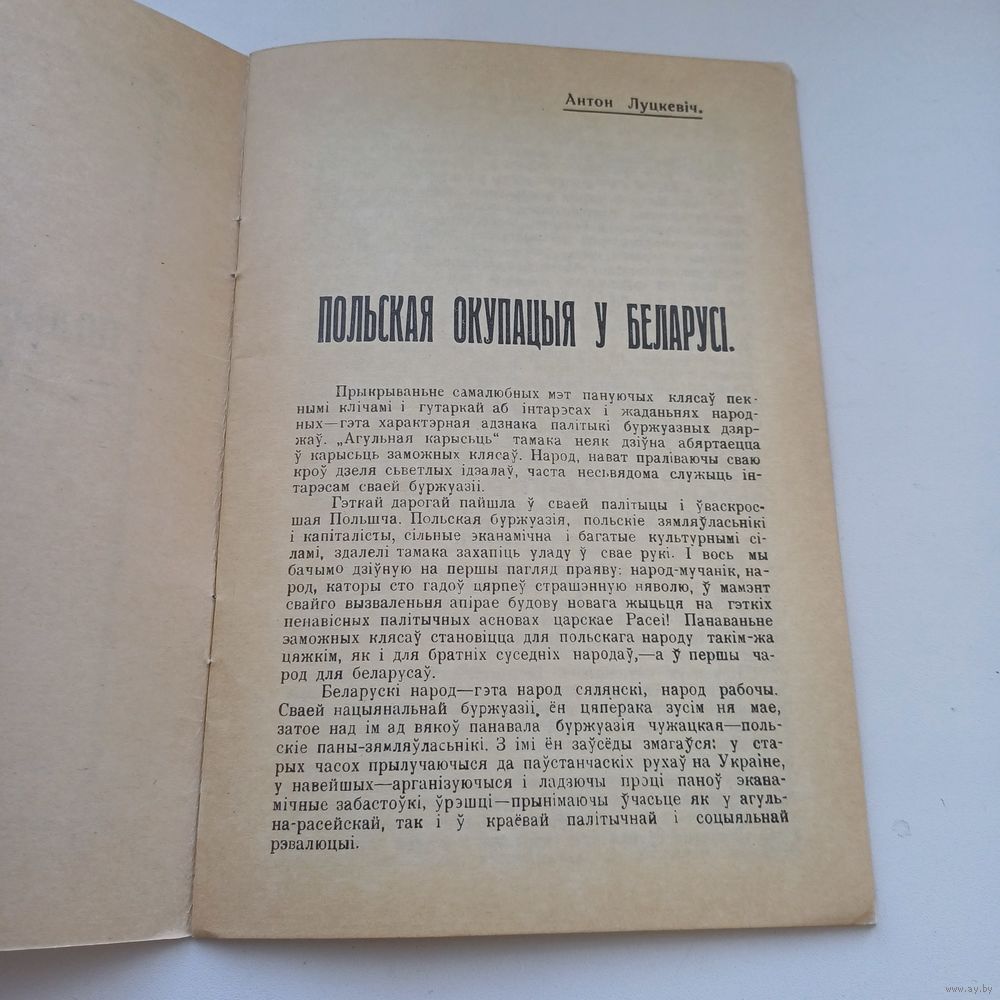 Антон Луцкевіч.
ПОЛЬСКАЯ ОКУПАЦЫЯ У БЕЛАРУСІ.
Прыкрываньне самалюбных мэт пануючых клясаў пек-
нымі клічамі і гутаркай аб інтарэсах і жаданьнях народ-
ных—гэта характэрная адзнака палітыкі буржуазных дзяр-
жаў. „Агульная карысьць“ тамака неяк дзіўна абяртаецца
ў карысьць заможных клясаў. Народ, нават праліваючы сваю
кроў дзеля сьветлых ідэалаў, часта несьвядома служыць ін-
тарэсам сваей буржуазіі.
Гэткай дарогай пайшла ў сваей палітыцы і ўваскрос-
шая Польшча. Польская буржуазія, польскіе зямляўласьнікі
і капіталісты, сільные эканамічна і багатые культурнымі сі-
ламі, здалелі тамака захапіць уладу ў свае рукі. І вось мы
бачымо дзіўную на першы пагляд праяву: народ-мучанік, на-
род, каторы сто гадоў цярпеў страшэнную няволю, ў мамэнт
свайго вызваленьня апірае будову новага жыцьця на гэткіх
ненавісных палітычных асновах царскае Расеі! Панаваньне
заможных клясаў становіцца для польскага народу такім-жа
цяжкім, як і для братніх суседніх народаў,—а ў першы ча-
род для беларусаў.
Беларускі народ—гэта народ сялянскі, народ рабочы.
Сваей нацыянальнай буржуазіі, ён цяперака зусім ня мае,
затое над ім ад вякоў панавала буржуазія чужацкая—поль-
скіе паны-зямляўласьнікі. З імі ён заўсёды змагаўся: у ста-
рых часох прылучаючыся да паўстанчаскіх рухаў на Украіне,
у навейшых—арганізуючыся і ладзючы проці паноў экана-
мічные забастоўкі, ўрэшці—прынімаючы ўчасьце як у агуль-
на-расейскай, так і ў краёвай палітычнай і соцыяльнай
рэвалюцыі.
www.ay.by